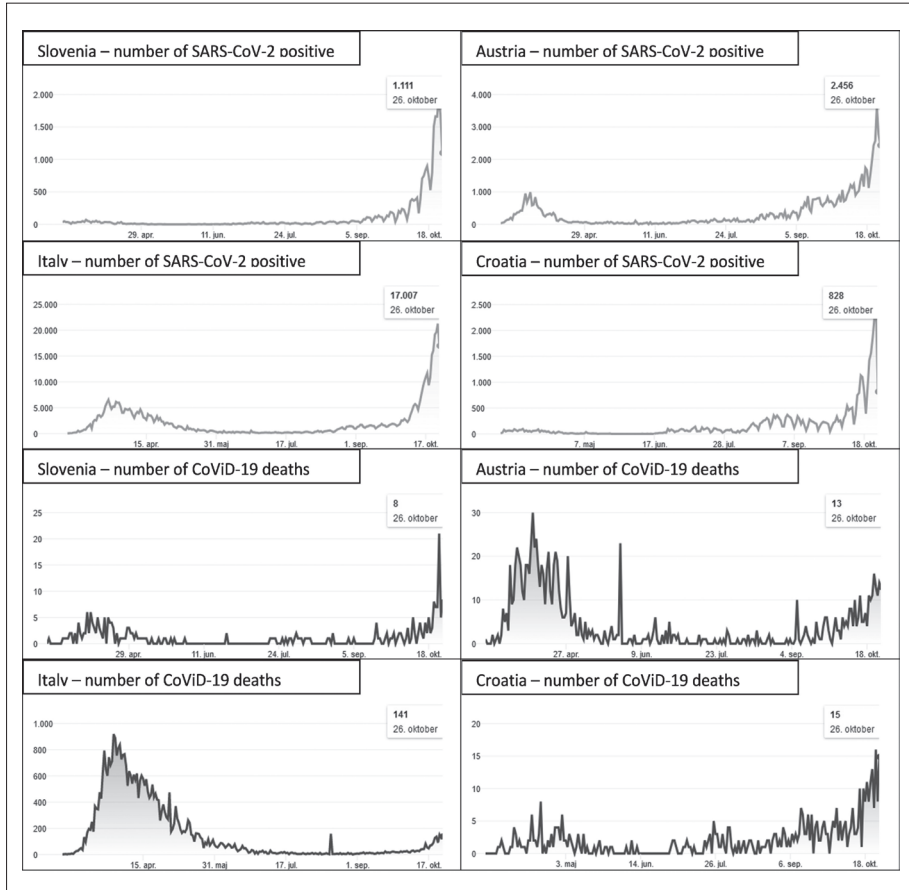 Slovenia – number of SARS-CoV-2 positive
1.111
26. oktober
2.000
1.500
1.000
500
0
29. apr.
11. jun.
24. jul.
5. sep.
18. okt.
Austria – number of SARS-CoV-2 positive
2.456
26. oktober
4.000
3.000
2.000
1.000
0
29. apr.
11. jun.
24. jul.
5. sep.
18. okt.
Italy – number of SARS-CoV-2 positive
17.007
26. oktober
25.000
20.000
15.000
10.000
5.000
0
15. apr.
31. maj
17. jul.
1. sep.
17. okt.
Croatia – number of SARS-CoV-2 positive
828
26. oktober
2.500
2.000
1.500
1.000
500
0
7. maj
17. jun.
28. jul.
7. sep.
18. okt.
Slovenia – number of CoViD-19 deaths
8
26. oktober
25
20
15
10
5
0
29. apr.
11. jun.
24. jul.
5. sep.
18. okt.
Austria – number of CoViD-19 deaths
13
26. oktober
30
20
10
0
27. apr.
9. jun.
23. jul.
4. sep.
18. okt.
Italy – number of CoViD-19 deaths
141
26. oktober
1.000
800
600
400
200
0
15. apr.
31. maj
17. jul.
1. sep.
17. okt.
Croatia – number of CoViD-19 deaths
15
26. oktober
20
15
10
5
0
3. maj
14. jun.
26. jul.
6. sep.
18. okt.